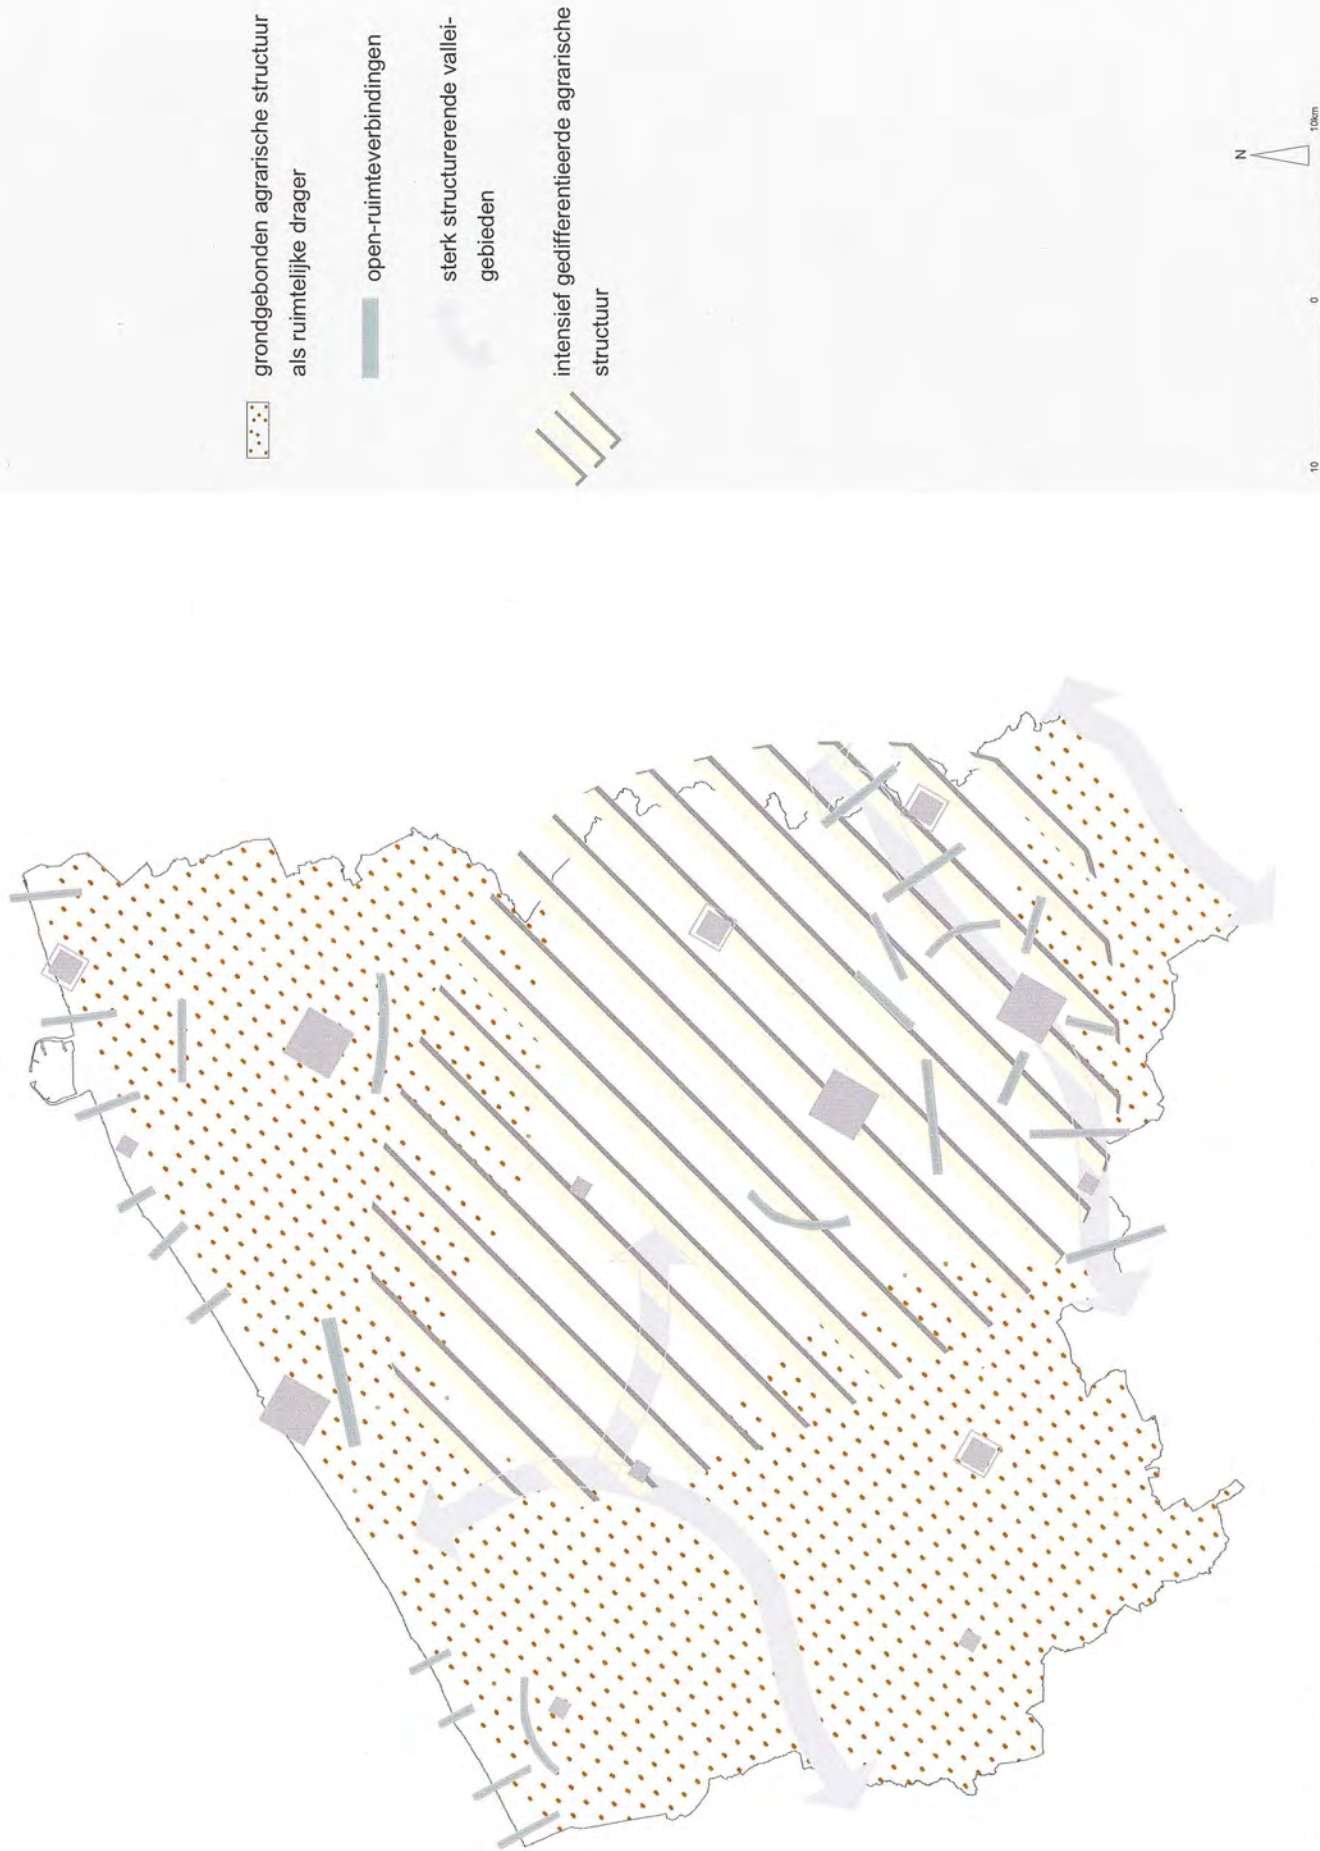 grondgebonden agrarische structuur
als ruimtelijke drager
open-ruimteverbindingen
sterk structurerende vallei-
gebieden
intensief gedifferentieerde agrarische
structuur
N
10
0
10km